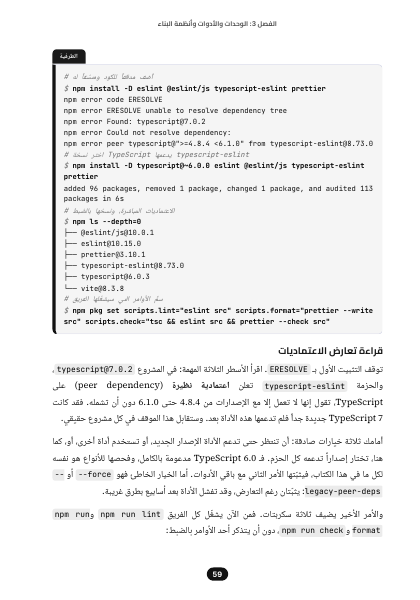 الفصل 3: الوحدات والأدوات وأنظمة البناء
الطرفية
# أضف مدققًا للكود ومنسّقًا له
$ npm install -D eslint @eslint/js typescript-eslint prettier
npm error code ERESOLVE
npm error ERESOLVE unable to resolve dependency tree
npm error Found: typescript@7.0.2
npm error Could not resolve dependency:
npm error peer typescript@">=4.8.4 <6.1.0" from typescript-eslint@8.73.0
# اختر نسخة TypeScript يدعمها typescript-eslint
$ npm install -D typescript@~6.0.0 eslint @eslint/js typescript-eslint
prettier
added 96 packages, removed 1 package, changed 1 package, and audited 113
packages in 6s
# الاعتماديات المباشرة، ونسخها بالضبط
$ npm ls --depth=0
├── @eslint/js@10.0.1
├── eslint@10.15.0
├── prettier@3.10.1
├── typescript-eslint@8.73.0
├── typescript@6.0.3
└── vite@8.3.8
# سمِّ الأوامر التي سيشغلها الفريق
$ npm pkg set scripts.lint="eslint src" scripts.format="prettier --write
src" scripts.check="tsc && eslint src && prettier --check src"
قراءة تعارض الاعتماديات
توقف التثبيت الأول بـ ERESOLVE . اقرأ الأسطر الثلاثة المهمة: في المشروع typescript@7.0.2،
والحزمة typescript-eslint تعلن اعتمادية نظيرة (peer dependency) على
TypeScript، تقول إنها لا تعمل إلا مع الإصدارات من 4.8.4 حتى 6.1.0 دون أن تشمله. فقد كانت
TypeScript 7 جديدة جداً فلم تدعمها هذه الأداة بعد، وستقابل هذا الموقف في كل مشروع حقيقي.
أمامك ثلاثة خيارات صادقة: أن تنتظر حتى تدعم الأداة الإصدار الجديد، أو تستخدم أداة أخرى، أو، كما
هنا، تختار إصداراً تدعمه كل الحزم. فـ TypeScript 6.0 مدعومة بالكامل، وفحصها للأنواع هو نفسه
لكل ما في هذا الكتاب، فيثبّتها الأمر الثاني مع باقي الأدوات. أما الخيار الخاطئ فهو --force أو --
legacy-peer-deps: يثبّتان رغم التعارض، وقد تفشل الأداة بعد أسابيع بطرق غريبة.
والأمر الأخير يضيف ثلاثة سكربتات. فمن الآن يشغّل كل الفريق npm run lint وnpm run
format وnpm run check، دون أن يتذكر أحد الأوامر بالضبط:
59